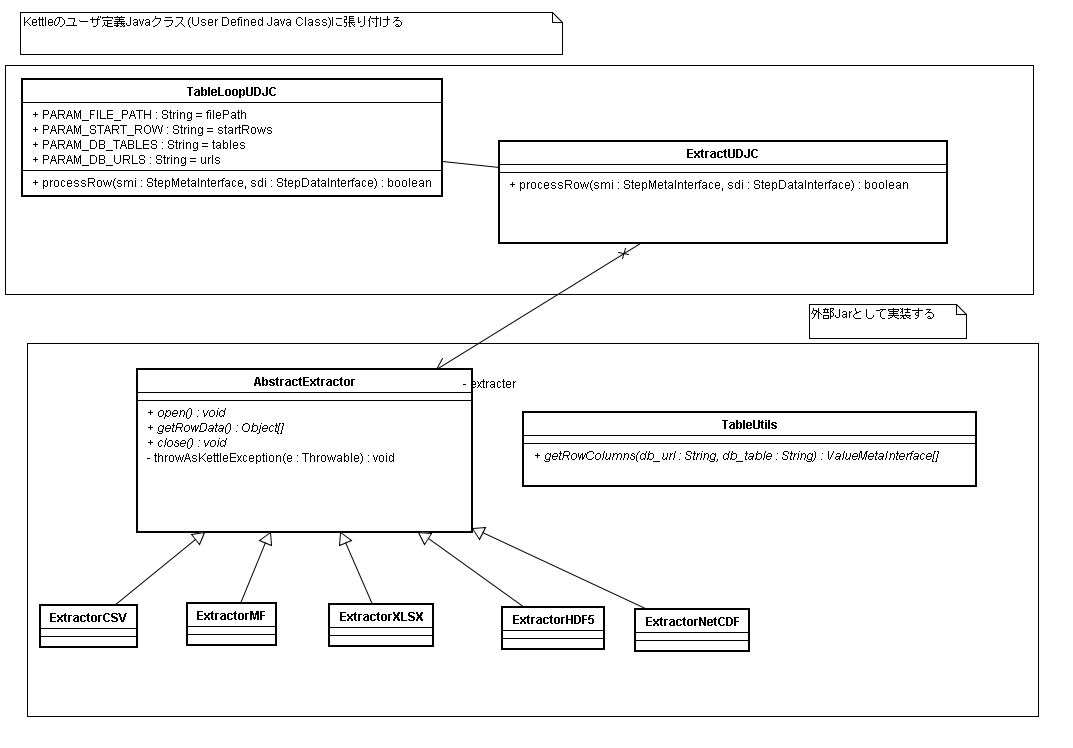 Kettleのユーザ定義Javaクラス(User Defined Java Class)に張り付ける
TableLoopUDJC
+ PARAM_FILE_PATH : String = filePath
+ PARAM_START_ROW : String = startRows
+ PARAM_DB_TABLES : String = tables
+ PARAM_DB_URLS : String = urls
+ processRow(smi : StepMetaInterface, sdi : StepDataInterface) : boolean
ExtractUDJC
+ processRow(smi : StepMetaInterface, sdi : StepDataInterface) : boolean
外部Jarとして実装する
AbstractExtractor
- extracter
+ open() : void
+ getRowData() : Object[]
+ close() : void
- throwAsKettleException(e : Throwable) : void
TableUtils
+ getRowColumns(db_url : String, db_table : String) : ValueMetaInterface[]
ExtractorCSV
ExtractorMF
ExtractorXLSX
ExtractorHDF5
ExtractorNetCDF